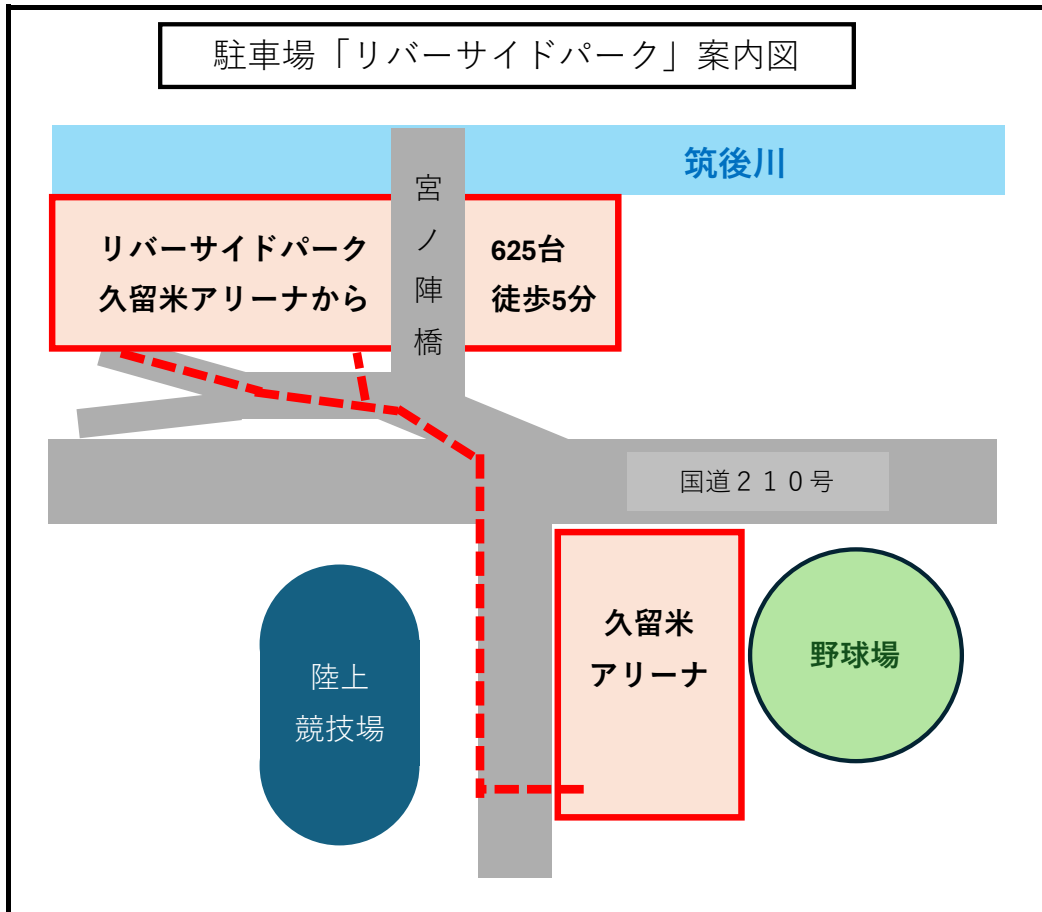 駐車場「リバーサイドパーク」案内図
筑後川
宮ノ陣橋
リバーサイドパーク
久留米アリーナから
625台
徒歩5分
国道２１０号
久留米
アリーナ
野球場
陸上
競技場